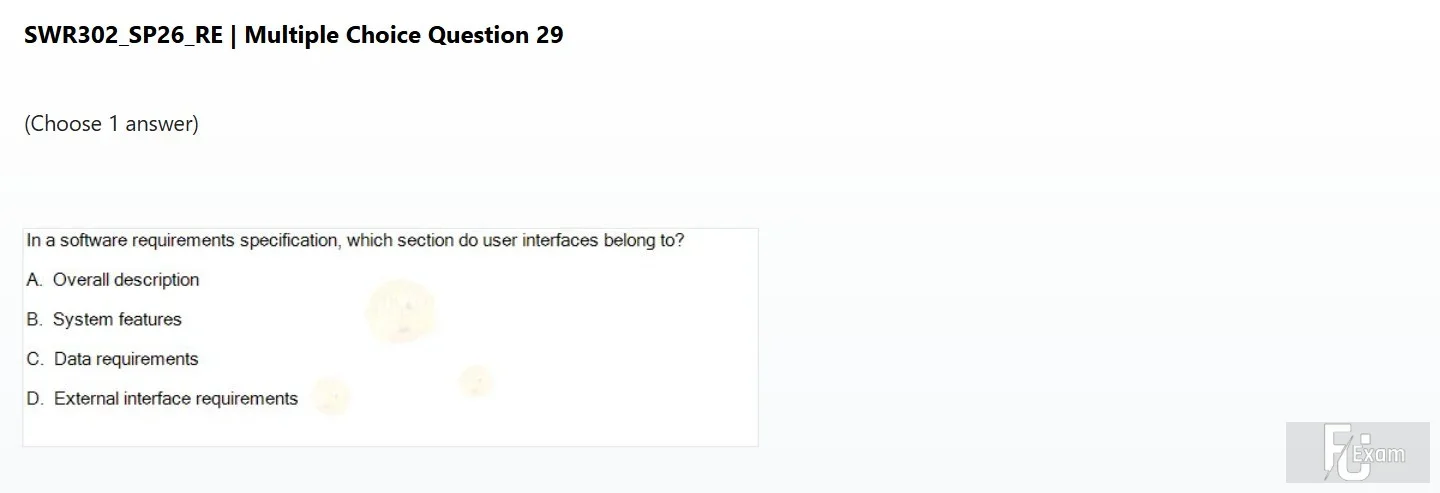 SWR302_SP26_RE | Multiple Choice Question 29
(Choose 1 answer)
In a software requirements specification, which section do user interfaces belong to?
A. Overall description
B. System features
C. Data requirements
D. External interface requirements
FU Exam